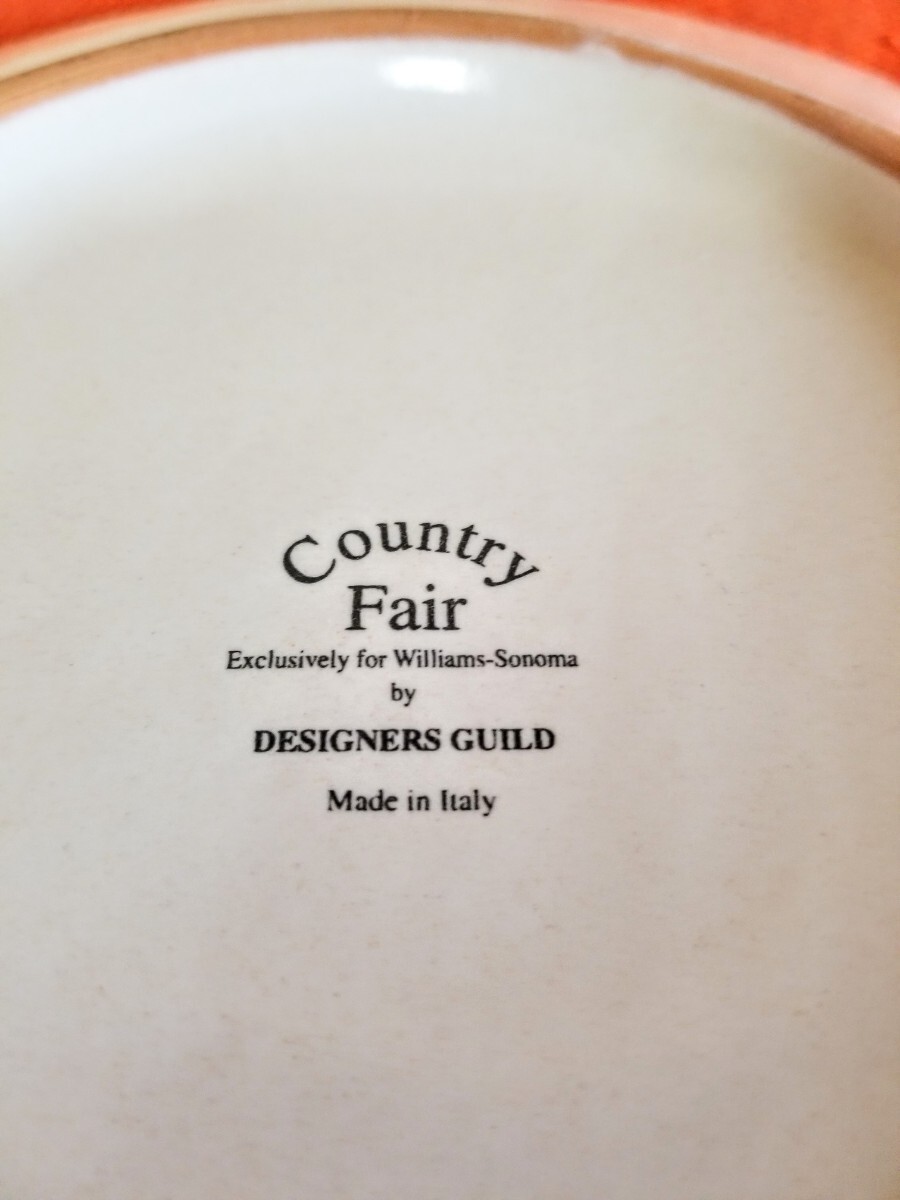 Country
Fair
Exclusively for Williams-Sonoma
by
DESIGNERS GUILD
Made in Italy